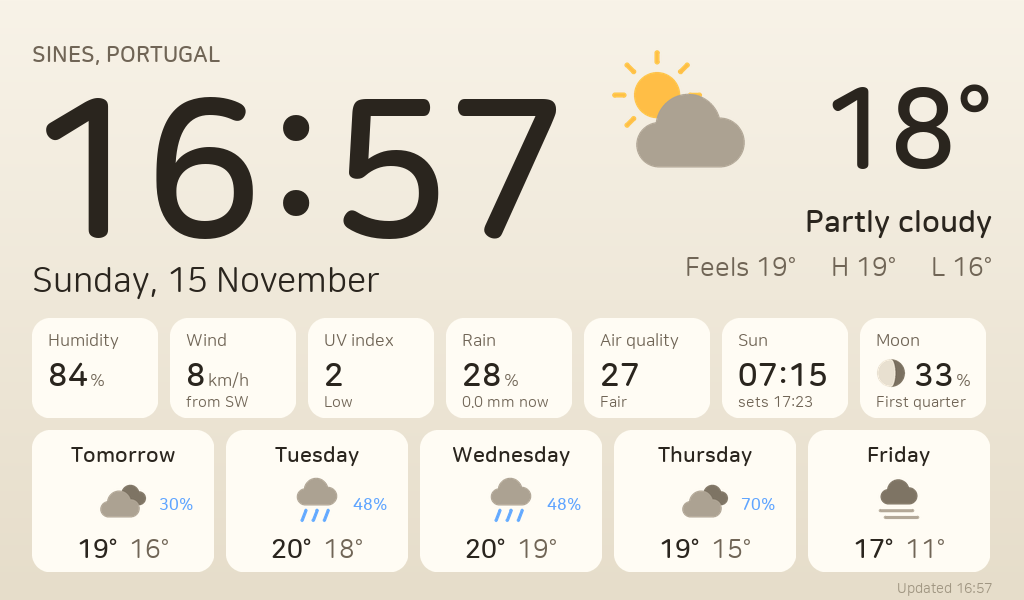 SINES, PORTUGAL
16:57
Sunday, 15 November
18°
Partly cloudy
Feels 19° H 19° L 16°
Humidity
84%
Wind
8 km/h
from SW
UV index
2
Low
Rain
28%
0.0 mm now
Air quality
27
Fair
Sun
07:15
sets 17:23
Moon
33%
First quarter
Tomorrow
30%
19° 16°
Tuesday
48%
20° 18°
Wednesday
48%
20° 19°
Thursday
70%
19° 15°
Friday
17° 11°
Updated 16:57